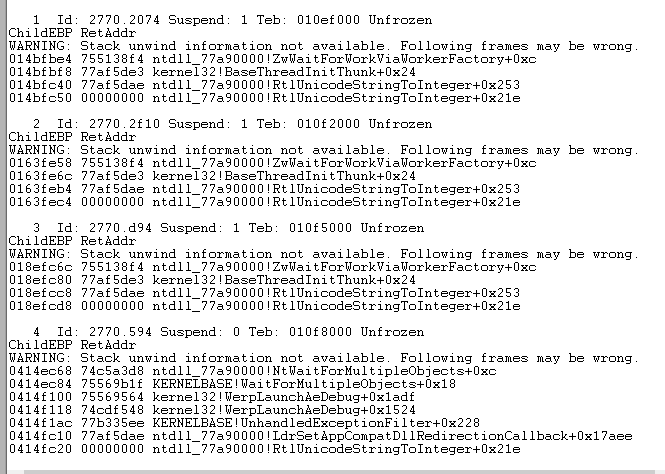 1  Id: 2770.2074 Suspend: 1 Teb: 010ef000 Unfrozen
ChildEBP RetAddr
WARNING: Stack unwind information not available. Following frames may be wrong.
014bfbe4 755138f4 ntdll_77a90000!ZwWaitForWorkViaWorkerFactory+0xc
014bfbf8 77af5de3 kernel32!BaseThreadInitThunk+0x24
014bfc40 77af5dae ntdll_77a90000!RtlUnicodeStringToInteger+0x253
014bfc50 00000000 ntdll_77a90000!RtlUnicodeStringToInteger+0x21e
2  Id: 2770.2f10 Suspend: 1 Teb: 010f2000 Unfrozen
ChildEBP RetAddr
WARNING: Stack unwind information not available. Following frames may be wrong.
0163fe58 755138f4 ntdll_77a90000!ZwWaitForWorkViaWorkerFactory+0xc
0163fe6c 77af5de3 kernel32!BaseThreadInitThunk+0x24
0163feb4 77af5dae ntdll_77a90000!RtlUnicodeStringToInteger+0x253
0163fec4 00000000 ntdll_77a90000!RtlUnicodeStringToInteger+0x21e
3  Id: 2770.d94 Suspend: 1 Teb: 010f5000 Unfrozen
ChildEBP RetAddr
WARNING: Stack unwind information not available. Following frames may be wrong.
018efc6c 755138f4 ntdll_77a90000!ZwWaitForWorkViaWorkerFactory+0xc
018efc80 77af5de3 kernel32!BaseThreadInitThunk+0x24
018efcc8 77af5dae ntdll_77a90000!RtlUnicodeStringToInteger+0x253
018efcd8 00000000 ntdll_77a90000!RtlUnicodeStringToInteger+0x21e
4  Id: 2770.594 Suspend: 0 Teb: 010f8000 Unfrozen
ChildEBP RetAddr
WARNING: Stack unwind information not available. Following frames may be wrong.
0414ec68 74c5a3d8 ntdll_77a90000!NtWaitForMultipleObjects+0xc
0414ec84 75569b1f KERNELBASE!WaitForMultipleObjects+0x18
0414f100 75569564 kernel32!WerpLaunchAeDebug+0x1adf
0414f118 74cdf548 kernel32!WerpLaunchAeDebug+0x1524
0414f1ac 77b335ee KERNELBASE!UnhandledExceptionFilter+0x228
0414fc10 77af5dae ntdll_77a90000!LdrSetAppCompatDllRedirectionCallback+0x17aee
0414fc20 00000000 ntdll_77a90000!RtlUnicodeStringToInteger+0x21e